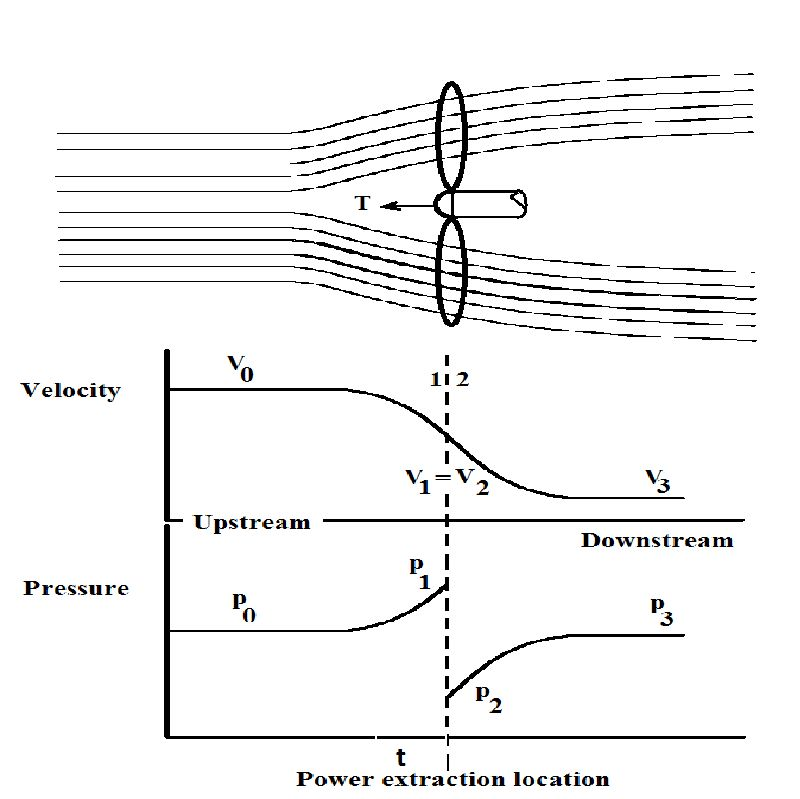 T
V0
1 2
Velocity
V1 = V2
V3
Upstream
Downstream
p1
Pressure
p0
p3
p2
t
Power extraction location